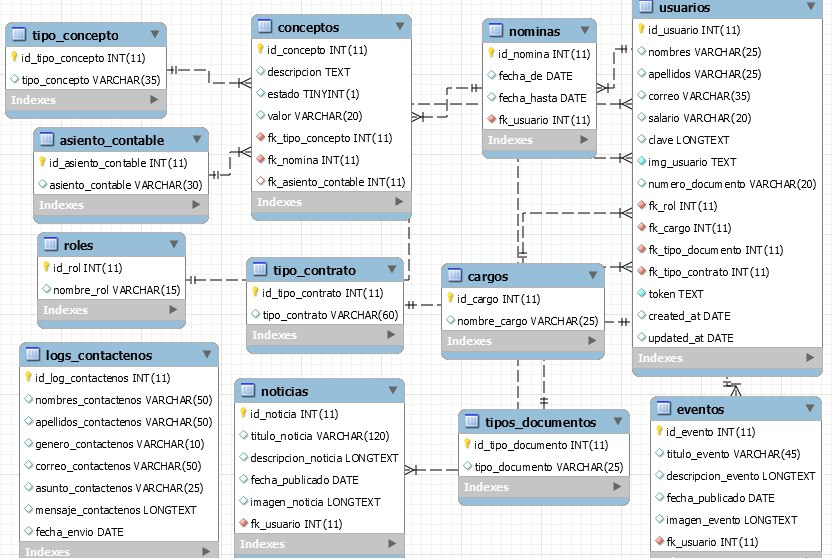 tipo_concepto
id_tipo_concepto INT(11)
tipo_concepto VARCHAR(35)
Indexes
asiento_contable
id_asiento_contable INT(11)
asiento_contable VARCHAR(30)
Indexes
roles
id_rol INT(11)
nombre_rol VARCHAR(15)
Indexes
logs_contactenos
id_log_contactenos INT(11)
nombres_contactenos VARCHAR(50)
apellidos_contactenos VARCHAR(50)
genero_contactenos VARCHAR(10)
correo_contactenos VARCHAR(50)
asunto_contactenos VARCHAR(25)
mensaje_contactenos LONGTEXT
fecha_envio DATE
Indexes
conceptos
id_concepto INT(11)
descripcion TEXT
estado TINYINT(1)
valor VARCHAR(20)
fk_tipo_concepto INT(11)
fk_nomina INT(11)
fk_asiento_contable INT(11)
Indexes
tipo_contrato
id_tipo_contrato INT(11)
tipo_contrato VARCHAR(60)
Indexes
noticias
id_noticia INT(11)
titulo_noticia VARCHAR(120)
descripcion_noticia LONGTEXT
fecha_publicado DATE
imagen_noticia LONGTEXT
fk_usuario INT(11)
Indexes
nominas
id_nomina INT(11)
fecha_de DATE
fecha_hasta DATE
fk_usuario INT(11)
Indexes
cargos
id_cargo INT(11)
nombre_cargo VARCHAR(25)
Indexes
tipos_documentos
id_tipo_documento INT(11)
tipo_documento VARCHAR(25)
Indexes
usuarios
id_usuario INT(11)
nombres VARCHAR(25)
apellidos VARCHAR(25)
correo VARCHAR(35)
salario VARCHAR(20)
clave LONGTEXT
img_usuario TEXT
numero_documento VARCHAR(20)
fk_rol INT(11)
fk_cargo INT(11)
fk_tipo_documento INT(11)
fk_tipo_contrato INT(11)
token TEXT
created_at DATE
updated_at DATE
Indexes
eventos
id_evento INT(11)
titulo_evento VARCHAR(45)
descripcion_evento LONGTEXT
fecha_publicado DATE
imagen_evento LONGTEXT
fk_usuario INT(11)